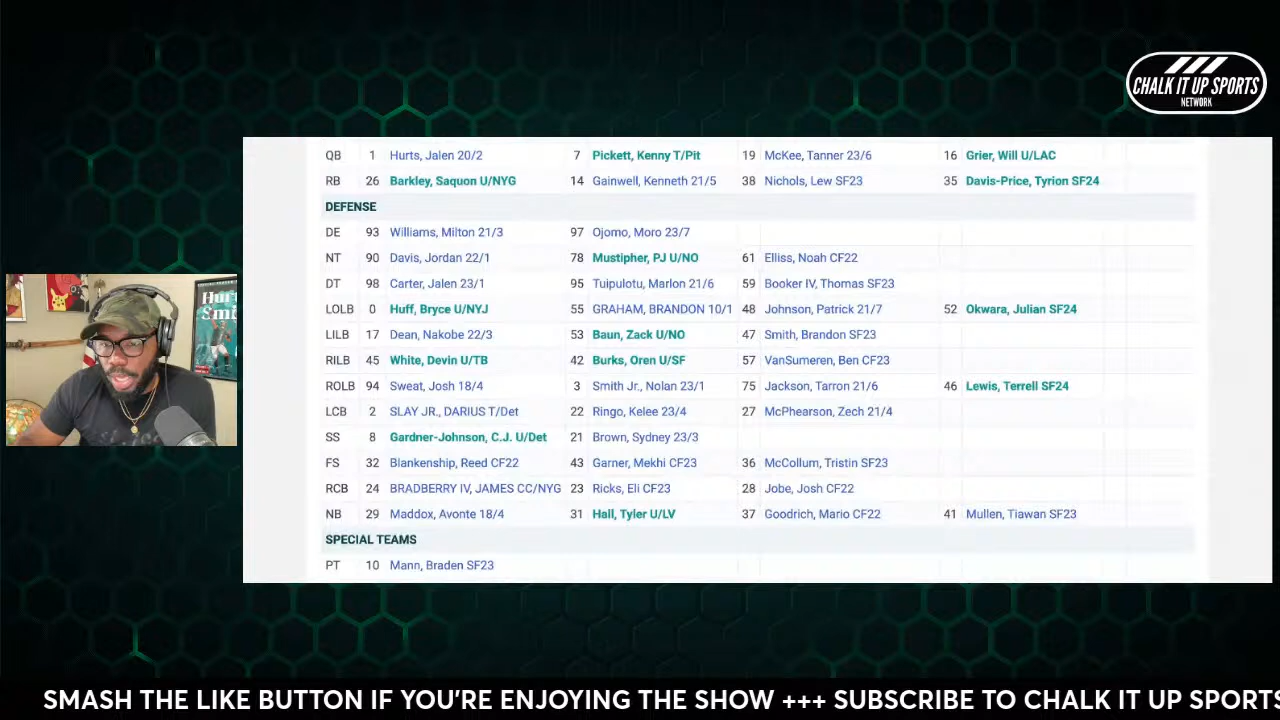 CHALK IT UP SPORTS
NETWORK
QB 1 Hurts, Jalen 20/2 7 Pickett, Kenny T/Pit 19 McKee, Tanner 23/6 16 Grier, Will U/LAC
RB 26 Barkley, Saquon U/NYG 14 Gainwell, Kenneth 21/5 38 Nichols, Lew SF23 35 Davis-Price, Tyrion SF24
DEFENSE
DE 93 Williams, Milton 21/3 97 Ojomo, Moro 23/7
NT 90 Davis, Jordan 22/1 78 Mustipher, PJ U/NO 61 Elliss, Noah CF22
DT 98 Carter, Jalen 23/1 95 Tuipulotu, Marlon 21/6 59 Booker IV, Thomas SF23
LOLB 0 Huff, Bryce U/NYJ 55 GRAHAM, BRANDON 10/1 48 Johnson, Patrick 21/7 52 Okwara, Julian SF24
LILB 17 Dean, Nakobe 22/3 53 Baun, Zack U/NO 47 Smith, Brandon SF23
RILB 45 White, Devin U/TB 42 Burks, Oren U/SF 57 VanSumeren, Ben CF23
ROLB 94 Sweat, Josh 18/4 3 Smith Jr., Nolan 23/1 75 Jackson, Tarron 21/6 46 Lewis, Terrell SF24
LCB 2 SLAY JR., DARIUS T/Det 22 Ringo, Kelee 23/4 27 McPhearson, Zech 21/4
SS 8 Gardner-Johnson, C.J. U/Det 21 Brown, Sydney 23/3
FS 32 Blankenship, Reed CF22 43 Garner, Mekhi CF23 36 McCollum, Tristin SF23
RCB 24 BRADBERRY IV, JAMES CC/NYG 23 Ricks, Eli CF23 28 Jobe, Josh CF22
NB 29 Maddox, Avonte 18/4 31 Hall, Tyler U/LV 37 Goodrich, Mario CF22 41 Mullen, Tiawan SF23
SPECIAL TEAMS
PT 10 Mann, Braden SF23
SMASH THE LIKE BUTTON IF YOU'RE ENJOYING THE SHOW +++ SUBSCRIBE TO CHALK IT UP SPORTS